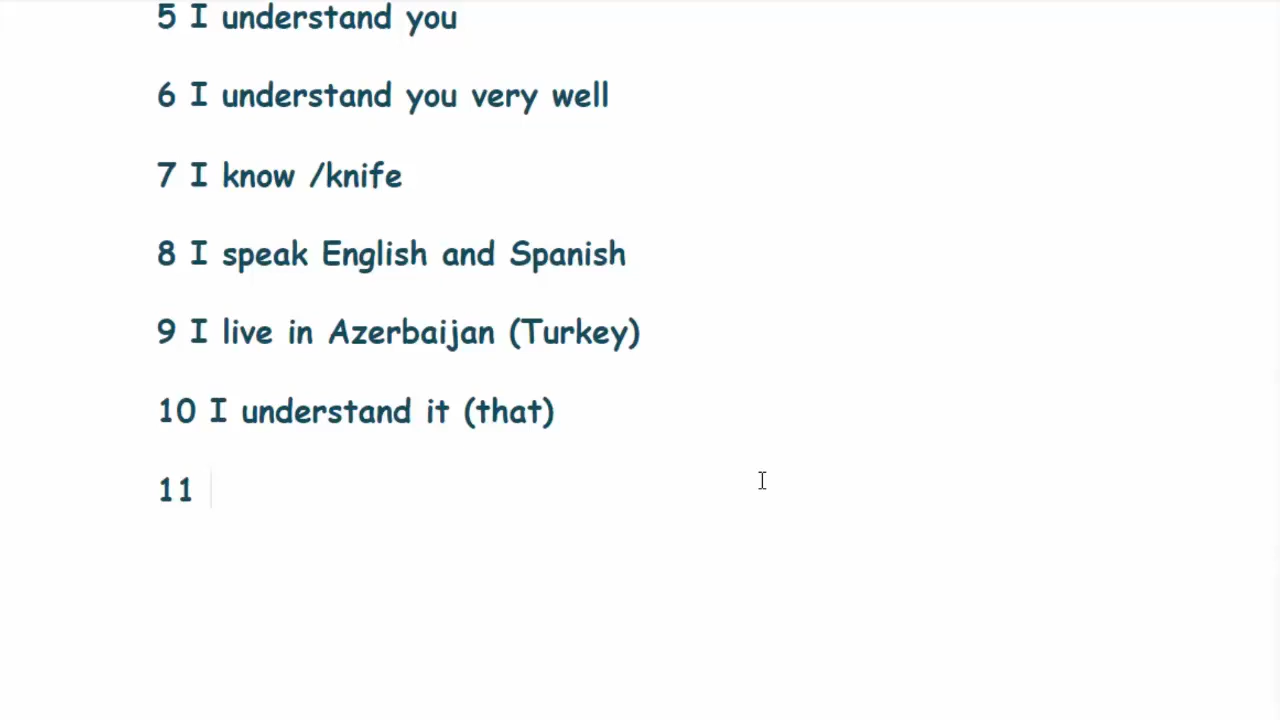 5 I understand you
6 I understand you very well
7 I know /knife
8 I speak English and Spanish
9 I live in Azerbaijan (Turkey)
10 I understand it (that)
11